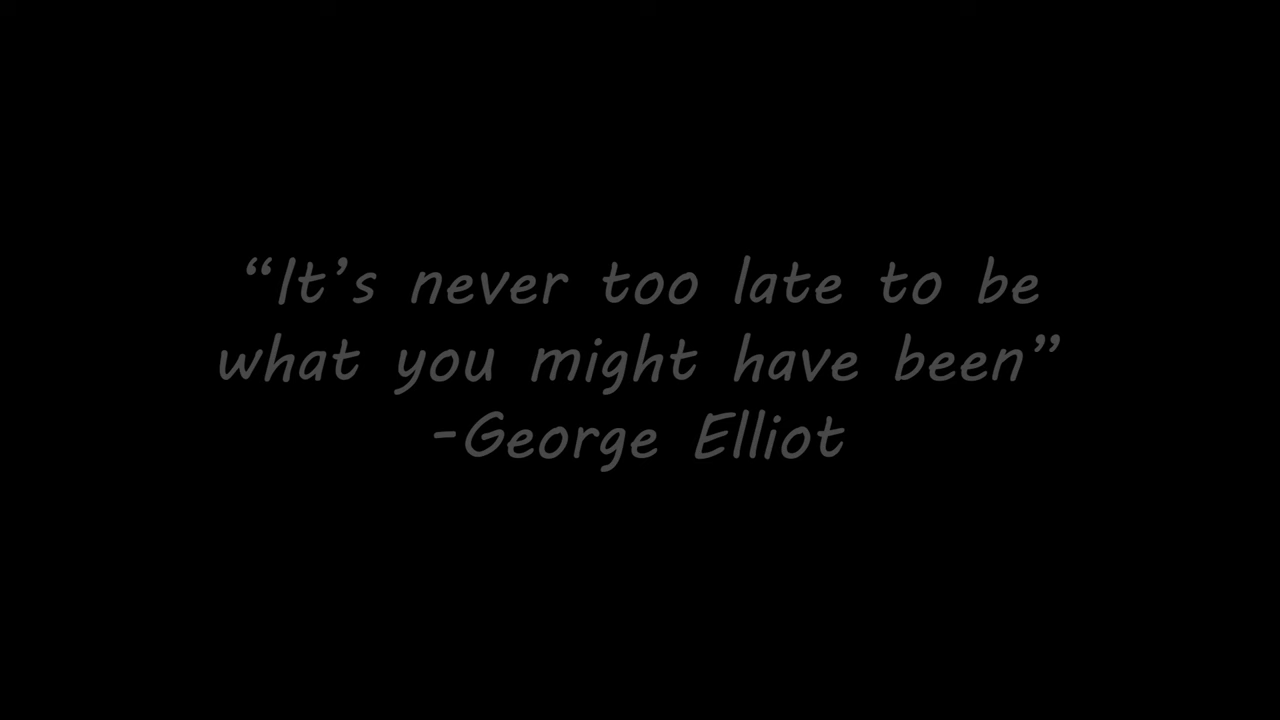 “It’s never too late to be
what you might have been”
-George Elliot